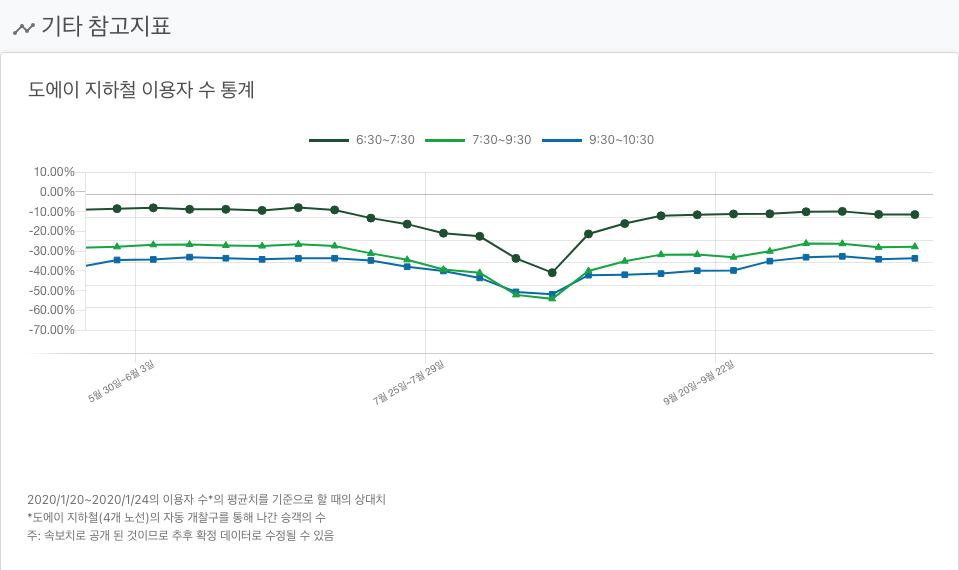 기타 참고지표
도에이 지하철 이용자 수 통계
6:30~7:30 7:30~9:30 9:30~10:30
10.00%
0.00%
-10.00%
-20.00%
-30.00%
-40.00%
-50.00%
-60.00%
-70.00%
5월 30일~6월 3일
7월 25일~7월 29일
9월 20일~9월 22일
2020/1/20~2020/1/24의 이용자 수*의 평균치를 기준으로 할 때의 상대치
*도에이 지하철(4개 노선)의 자동 개찰구를 통해 나간 승객의 수
주: 속보치로 공개 된 것이므로 추후 확정 데이터로 수정될 수 있음